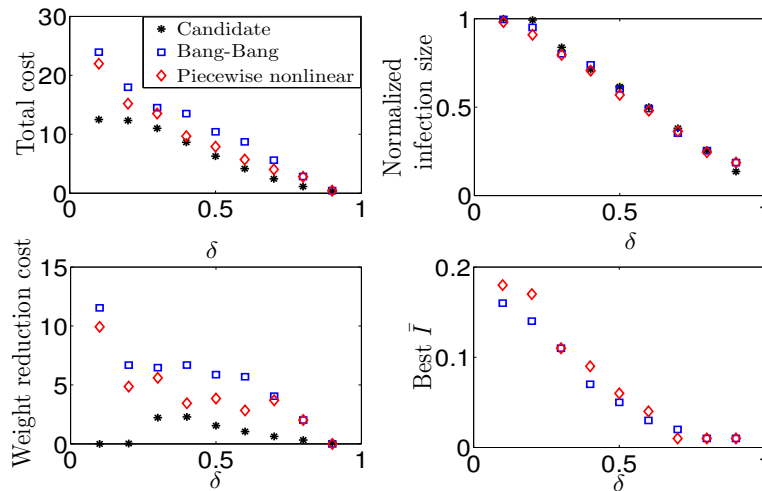 30
20
10
0
0
0.5
1
Total cost
δ
Candidate
Bang-Bang
Piecewise nonlinear
1
0.5
0
0
0.5
1
Normalized
infection size
δ
15
10
5
0
0
0.5
1
Weight reduction cost
δ
0.2
0.1
0
0
0.5
1
Best Ī
δ